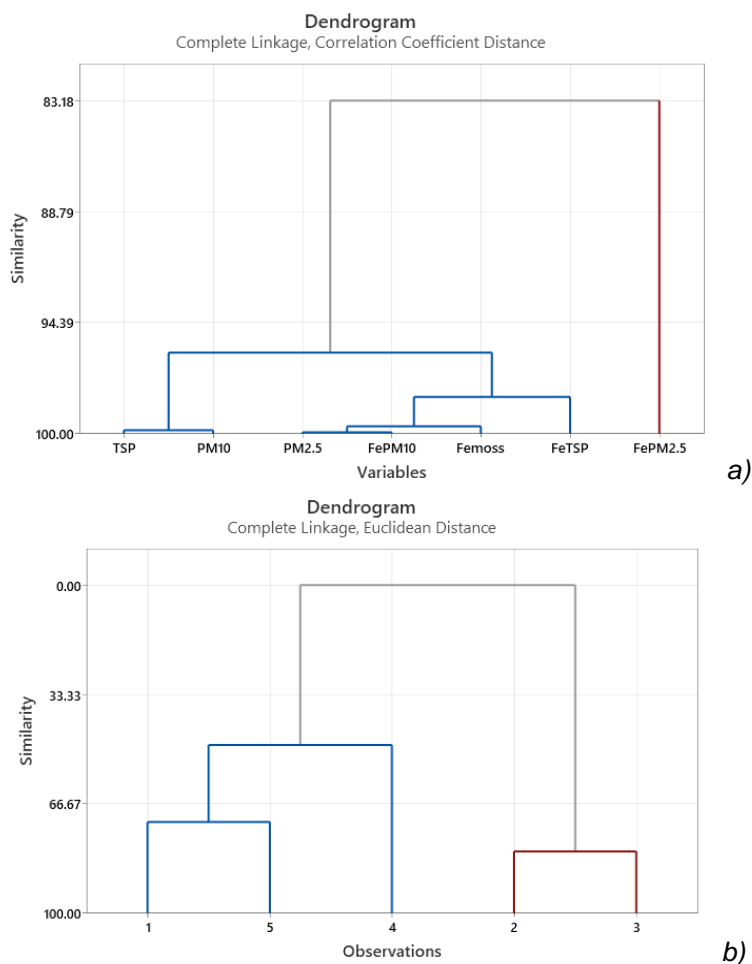 Dendrogram
Complete Linkage, Correlation Coefficient Distance
83.18
88.79
94.39
100.00
Similarity
TSP PM10 PM2.5 FePM10 Femoss FeTSP FePM2.5
Variables
a)
Dendrogram
Complete Linkage, Euclidean Distance
0.00
33.33
66.67
100.00
Similarity
1 5 4 2 3
Observations
b)